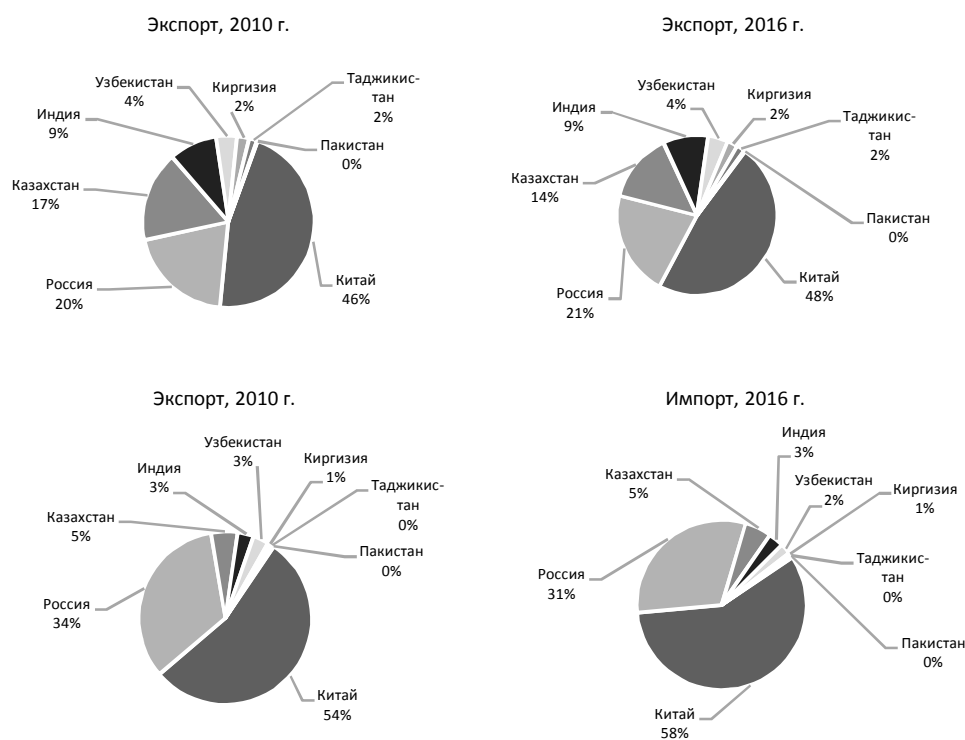 Экспорт, 2010 г.
Узбекистан
4%
Киргизия
2%
Таджикис-
тан
2%
Индия
9%
Пакистан
0%
Казахстан
17%
Россия
20%
Китай
46%
Экспорт, 2016 г.
Узбекистан
4%
Киргизия
2%
Таджикис-
тан
2%
Индия
9%
Казахстан
14%
Пакистан
0%
Россия
21%
Китай
48%
Экспорт, 2010 г.
Узбекистан
3%
Киргизия
1%
Индия
3%
Таджикис-
тан
0%
Казахстан
5%
Пакистан
0%
Россия
34%
Китай
54%
Импорт, 2016 г.
Индия
3%
Казахстан
5%
Узбекистан
2%
Киргизия
1%
Таджикис-
тан
0%
Россия
31%
Пакистан
0%
Китай
58%